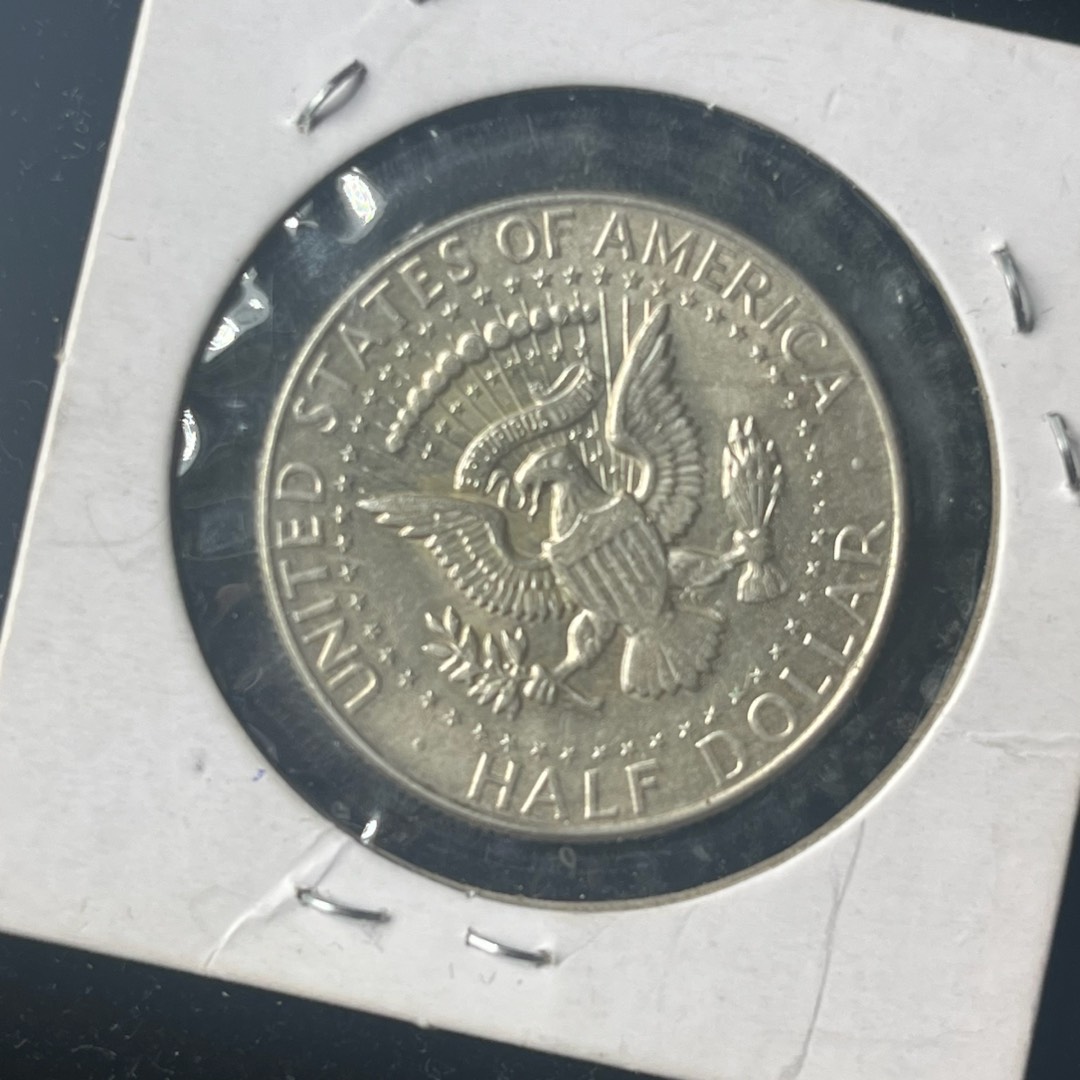 UNITED STATES OF AMERICA
E PLURIBUS UNUM
HALF DOLLAR